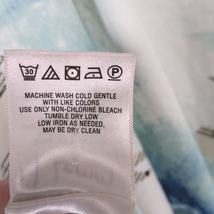 30 P
MACHINE WASH COLD GENTLE
WITH LIKE COLORS
USE ONLY NON-CHLORINE BLEACH
TUMBLE DRY LOW
LOW IRON AS NEEDED
MAY BE DRY CLEAN